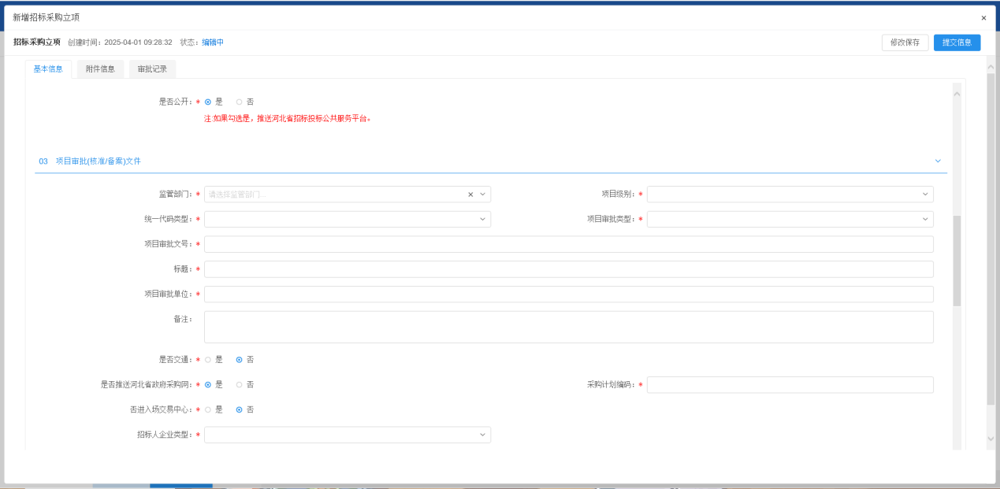 新增招标采购立项 ×
招标采购立项 创建时间：2025-04-01 09:28:32 状态：编辑中 修改保存 提交信息
基本信息 附件信息 审批记录
是否公开：* 是 否
注:如果勾选是，推送河北省招标投标公共服务平台。
03 项目审批(核准/备案)文件
监管部门：* 请选择监管部门... × 项目级别：*
统一代码类型：* 项目审批类型：*
项目审批文号：*
标题：*
项目审批单位：*
备注：
是否交通：* 是 否
是否推送河北省政府采购网：* 是 否 采购计划编码：*
否进入场交易中心：* 是 否
招标人企业类型：*